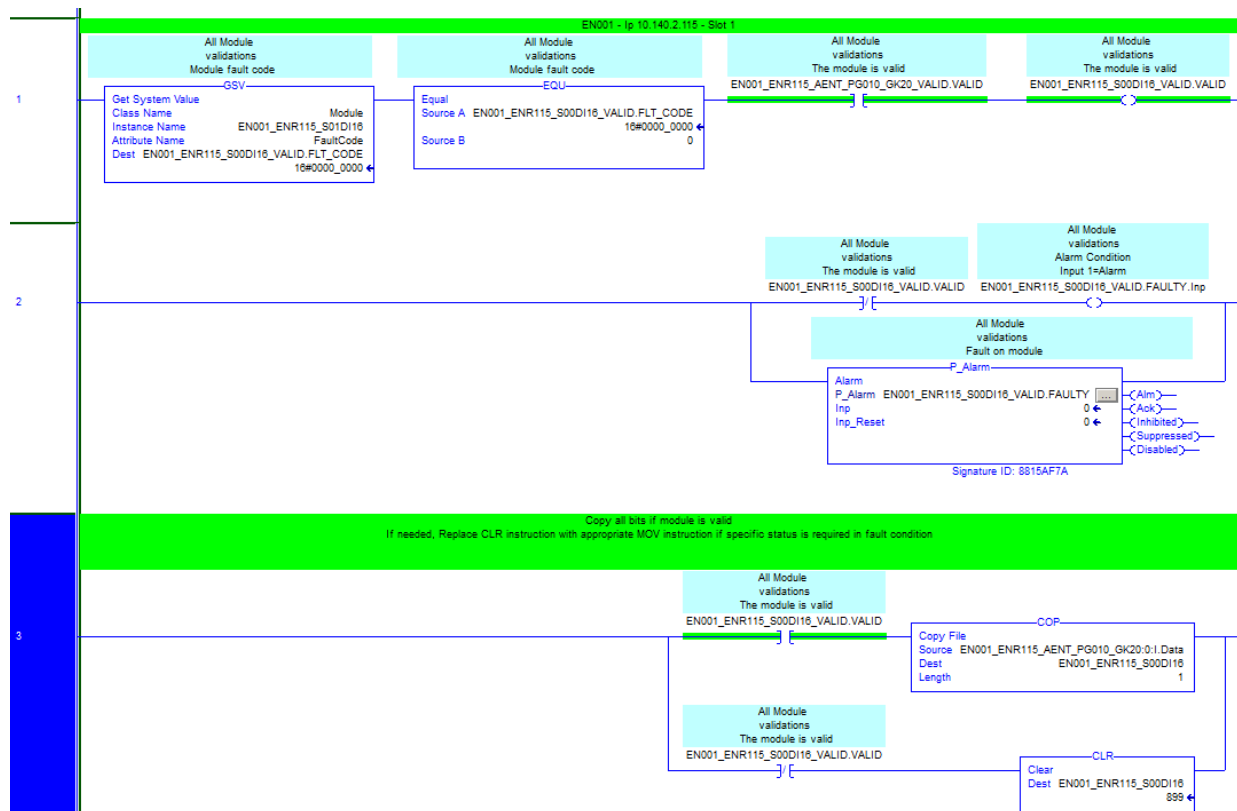 EN001 - Ip 10.140.2.115 - Slot 1
All Module
validations
Module fault code
All Module
validations
Module fault code
All Module
validations
The module is valid
All Module
validations
The module is valid
1
GSV
Get System Value
Class Name Module
Instance Name EN001_ENR115_S01DI16
Attribute Name FaultCode
Dest EN001_ENR115_S00DI16_VALID.FLT_CODE
16#0000_0000
EQU
Equal
Source A EN001_ENR115_S00DI16_VALID.FLT_CODE
16#0000_0000
Source B 0
EN001_ENR115_AENT_PG010_GK20_VALID.VALID
EN001_ENR115_S00DI16_VALID.VALID
2
All Module
validations
The module is valid
EN001_ENR115_S00DI16_VALID.VALID
All Module
validations
Alarm Condition
Input 1=Alarm
EN001_ENR115_S00DI16_VALID.FAULTY.Inp
All Module
validations
Fault on module
P_Alarm
Alarm
P_Alarm EN001_ENR115_S00DI16_VALID.FAULTY ...
Inp 0
Inp_Reset 0
(Alm)
(Ack)
(Inhibited)
(Suppressed)
(Disabled)
Signature ID: 8815AF7A
Copy all bits if module is valid
If needed, Replace CLR instruction with appropriate MOV instruction if specific status is required in fault condition
3
All Module
validations
The module is valid
EN001_ENR115_S00DI16_VALID.VALID
COP
Copy File
Source EN001_ENR115_AENT_PG010_GK20:0:I.Data
Dest EN001_ENR115_S00DI16
Length 1
All Module
validations
The module is valid
EN001_ENR115_S00DI16_VALID.VALID
CLR
Clear
Dest EN001_ENR115_S00DI16
899